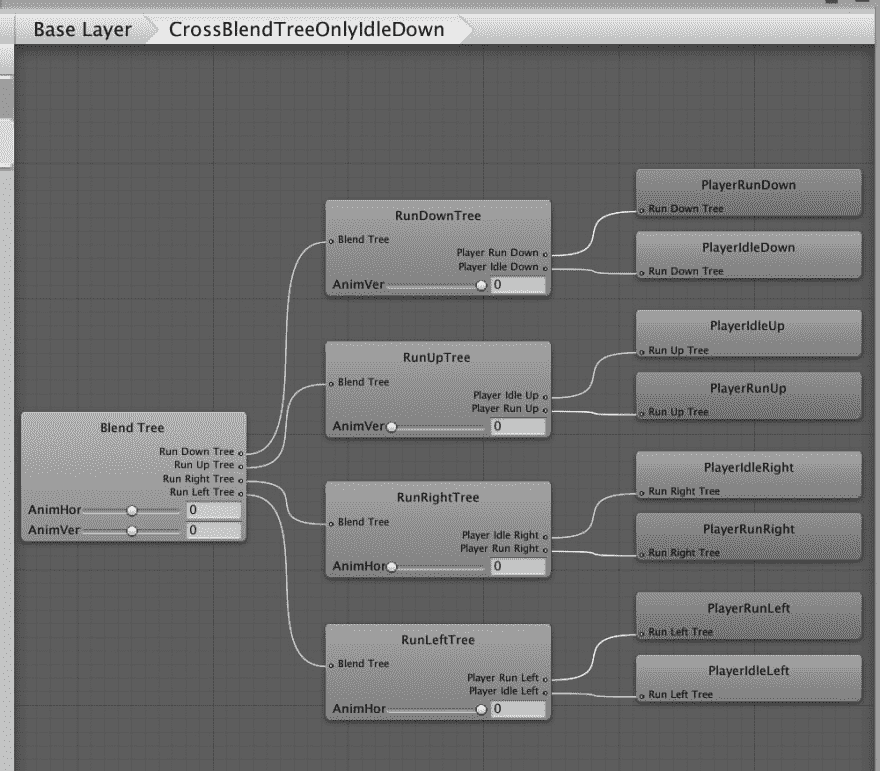 Base Layer
CrossBlendTreeOnlyIdleDown
Blend Tree
Run Down Tree
Run Up Tree
Run Right Tree
Run Left Tree
AnimHor 0
AnimVer 0
RunDownTree
Blend Tree
Player Run Down
Player Idle Down
AnimVer 0
RunUpTree
Blend Tree
Player Idle Up
Player Run Up
AnimVer 0
RunRightTree
Blend Tree
Player Idle Right
Player Run Right
AnimHor 0
RunLeftTree
Blend Tree
Player Run Left
Player Idle Left
AnimHor 0
PlayerRunDown
Run Down Tree
PlayerIdleDown
Run Down Tree
PlayerIdleUp
Run Up Tree
PlayerRunUp
Run Up Tree
PlayerIdleRight
Run Right Tree
PlayerRunRight
Run Right Tree
PlayerRunLeft
Run Left Tree
PlayerIdleLeft
Run Left Tree